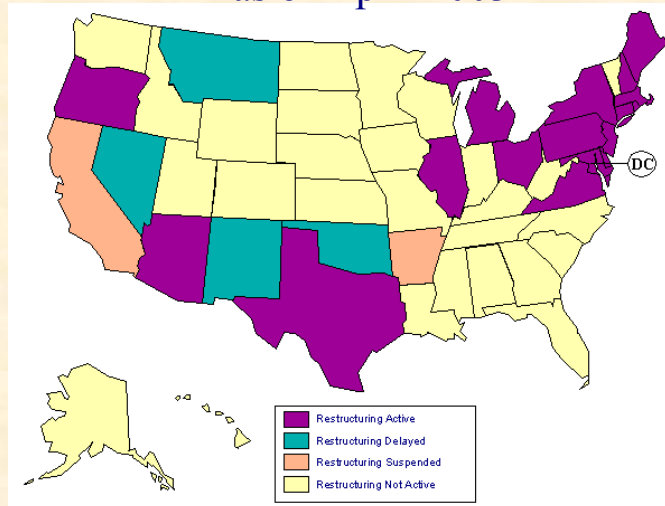 DC
Restructuring Active
Restructuring Delayed
Restructuring Suspended
Restructuring Not Active